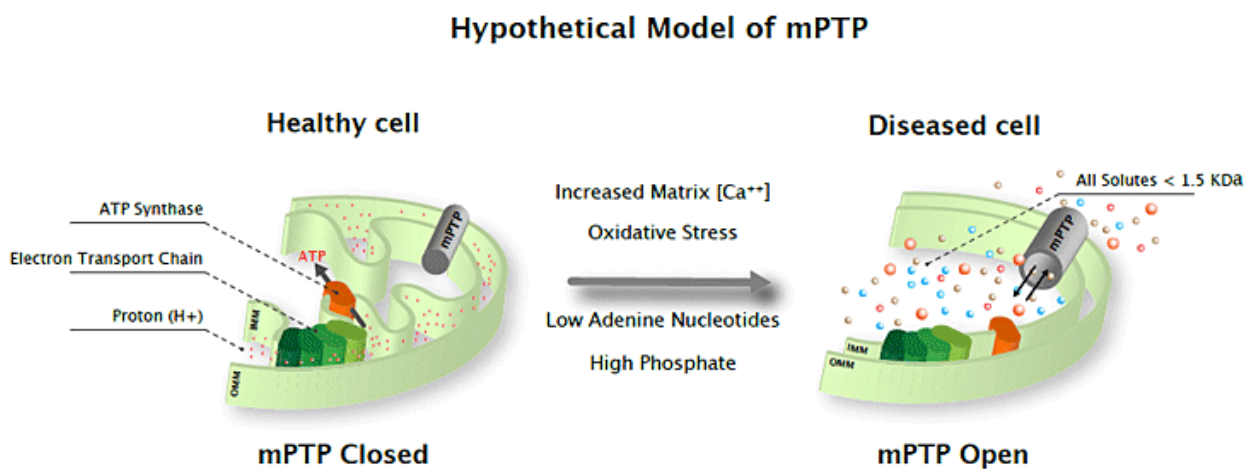 Hypothetical Model of mPTP
Healthy cell
ATP Synthase
Electron Transport Chain
Proton (H+)
ATP
mPTP
IMM
OMM
mPTP Closed
Increased Matrix [Ca⁺⁺]
Oxidative Stress
Low Adenine Nucleotides
High Phosphate
Diseased cell
All Solutes < 1.5 KDa
mPTP
IMM
OMM
mPTP Open